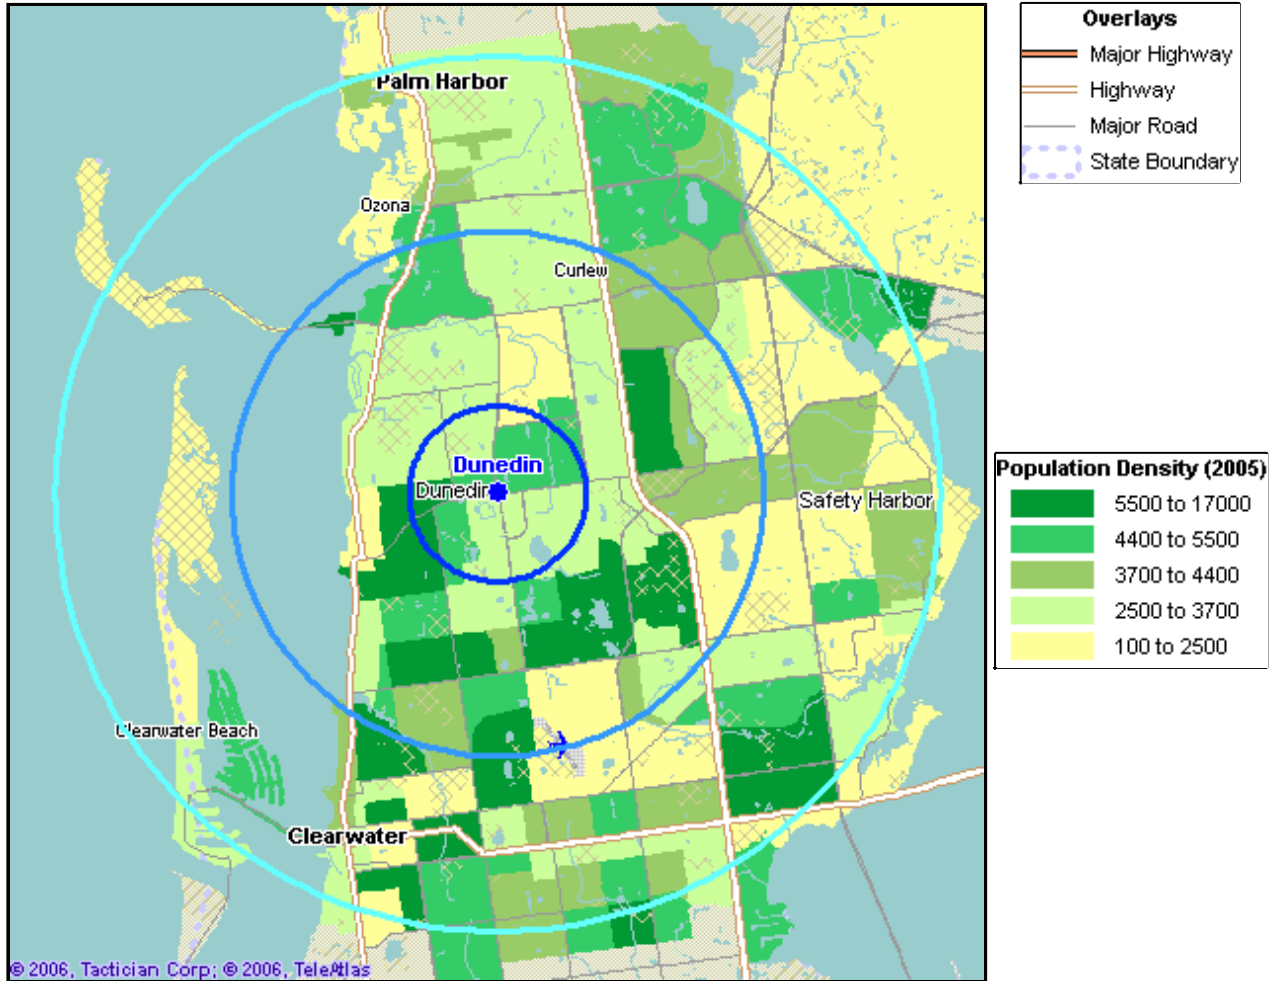 Overlays
Major Highway
Highway
Major Road
State Boundary
Palm Harbor
Ozona
Curlew
Dunedin
Dunedin
Safety Harbor
Clearwater Beach
Clearwater
Population Density (2005)
5500 to 17000
4400 to 5500
3700 to 4400
2500 to 3700
100 to 2500
© 2006, Tactician Corp; © 2006, TeleAtlas